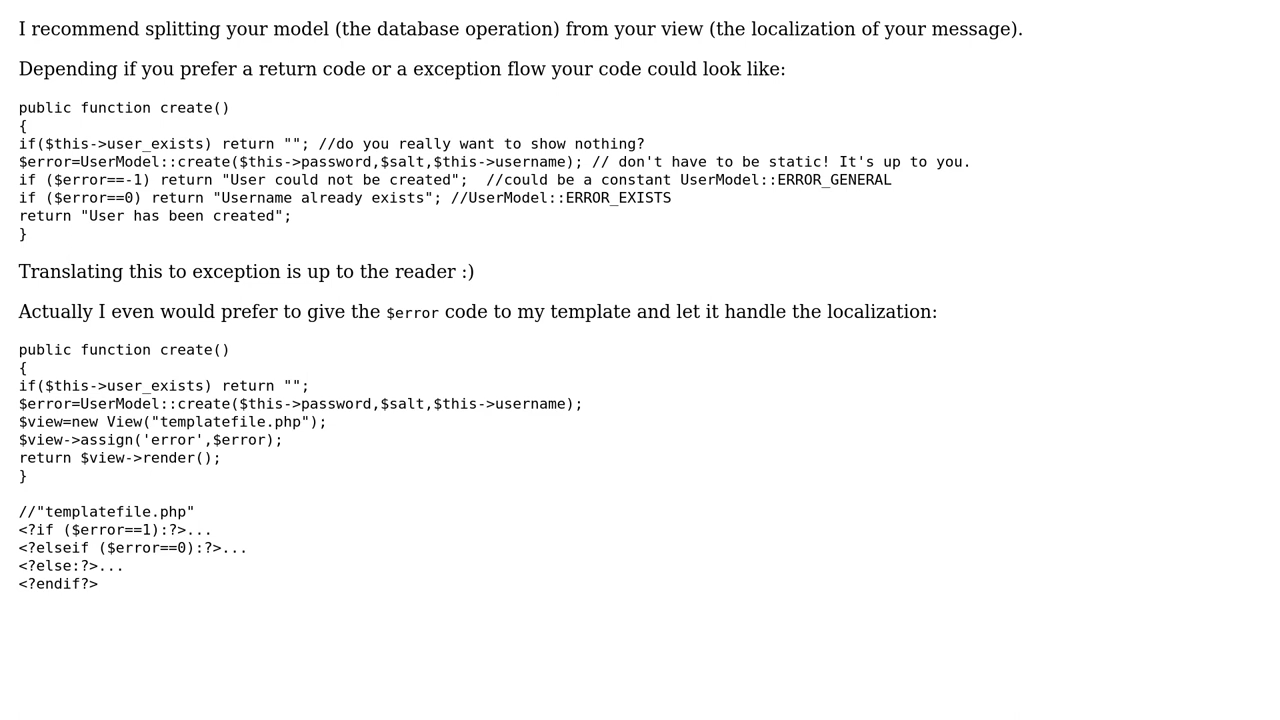 I recommend splitting your model (the database operation) from your view (the localization of your message).
Depending if you prefer a return code or a exception flow your code could look like:
public function create()
{
if($this->user_exists) return ""; //do you really want to show nothing?
$error=UserModel::create($this->password,$salt,$this->username); // don't have to be static! It's up to you.
if ($error==-1) return "User could not be created";  //could be a constant UserModel::ERROR_GENERAL
if ($error==0) return "Username already exists"; //UserModel::ERROR_EXISTS
return "User has been created";
}
Translating this to exception is up to the reader :)
Actually I even would prefer to give the $error code to my template and let it handle the localization:
public function create()
{
if($this->user_exists) return "";
$error=UserModel::create($this->password,$salt,$this->username);
$view=new View("templatefile.php");
$view->assign('error',$error);
return $view->render();
}
//"templatefile.php"
<?if ($error==1):?>...
<?elseif ($error==0):?>...
<?else:?>...
<?endif?>